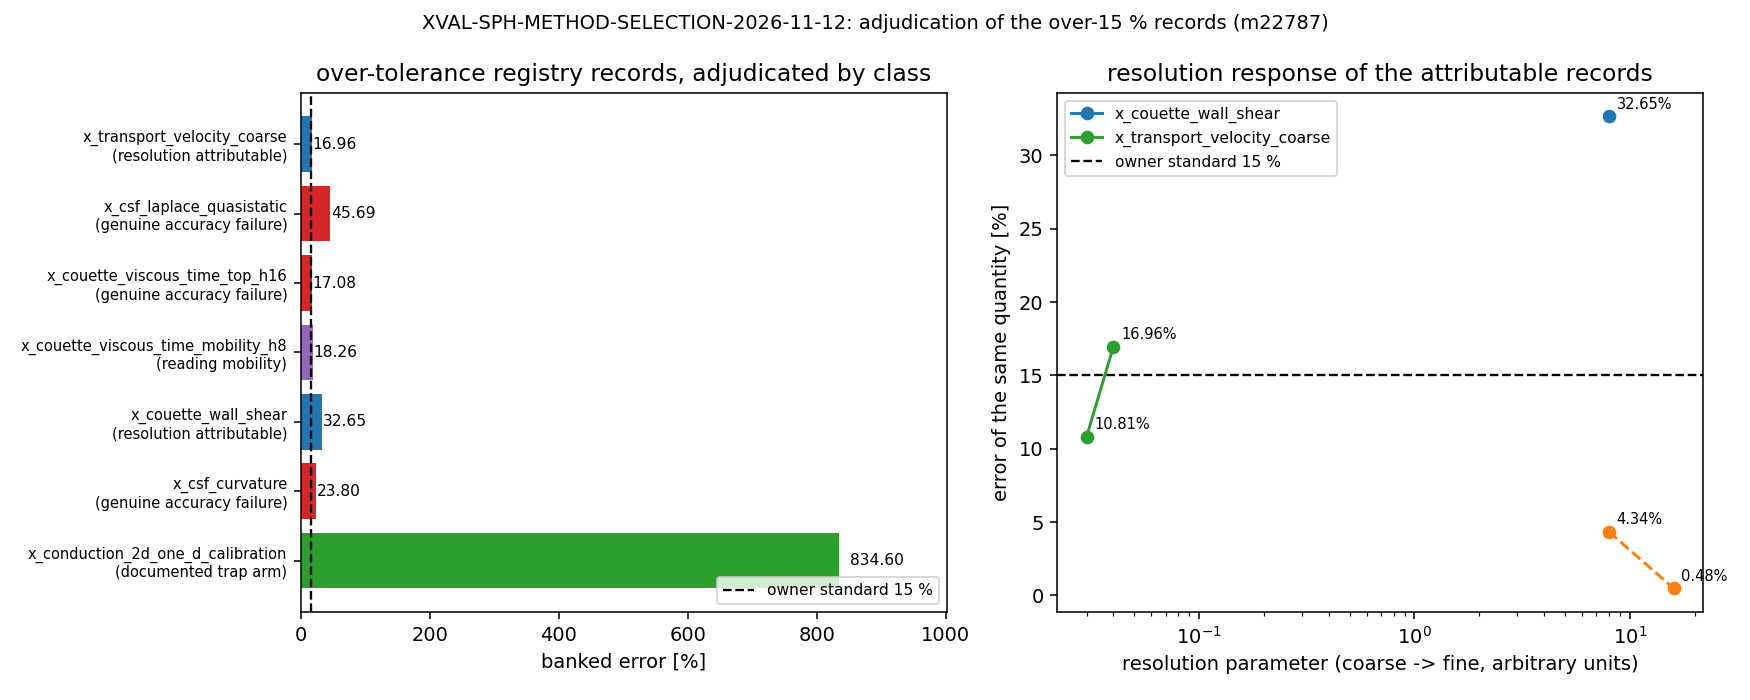 XVAL-SPH-METHOD-SELECTION-2026-11-12: adjudication of the over-15 % records (m22787)
over-tolerance registry records, adjudicated by class
x_transport_velocity_coarse
(resolution attributable)
16.96
x_csf_laplace_quasistatic
(genuine accuracy failure)
45.69
x_couette_viscous_time_top_h16
(genuine accuracy failure)
17.08
x_couette_viscous_time_mobility_h8
(reading mobility)
18.26
x_couette_wall_shear
(resolution attributable)
32.65
x_csf_curvature
(genuine accuracy failure)
23.80
x_conduction_2d_one_d_calibration
(documented trap arm)
834.60
owner standard 15 %
0 200 400 600 800 1000
banked error [%]
resolution response of the attributable records
x_couette_wall_shear
x_transport_velocity_coarse
owner standard 15 %
32.65%
16.96%
10.81%
4.34%
0.48%
error of the same quantity [%]
30
25
20
15
10
5
0
10⁻¹ 10⁰ 10¹
resolution parameter (coarse -> fine, arbitrary units)